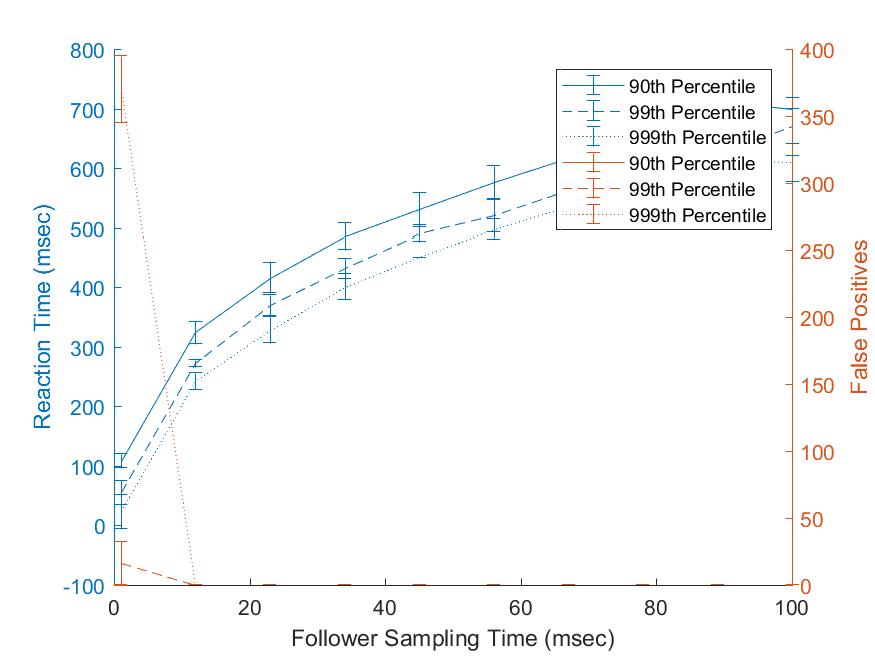 800
700
600
500
400
300
200
100
0
-100
Reaction Time (msec)
90th Percentile
99th Percentile
999th Percentile
90th Percentile
99th Percentile
999th Percentile
400
350
300
250
200
150
100
50
0
False Positives
0 20 40 60 80 100
Follower Sampling Time (msec)